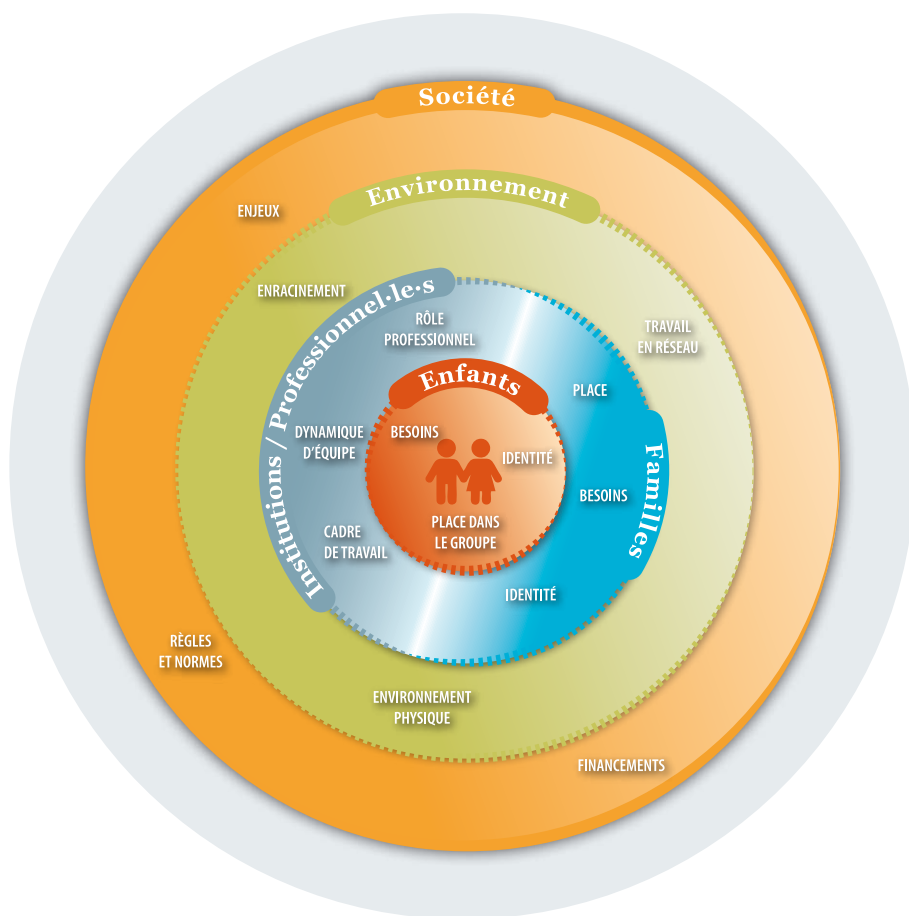 Société
ENJEUX
Environnement
ENRACINEMENT
TRAVAIL
EN RÉSEAU
Institutions / Professionnel·le·s
RÔLE
PROFESSIONNEL
DYNAMIQUE
D'ÉQUIPE
CADRE
DE TRAVAIL
Enfants
BESOINS
IDENTITÉ
PLACE DANS
LE GROUPE
PLACE
Familles
BESOINS
IDENTITÉ
RÈGLES
ET NORMES
ENVIRONNEMENT
PHYSIQUE
FINANCEMENTS